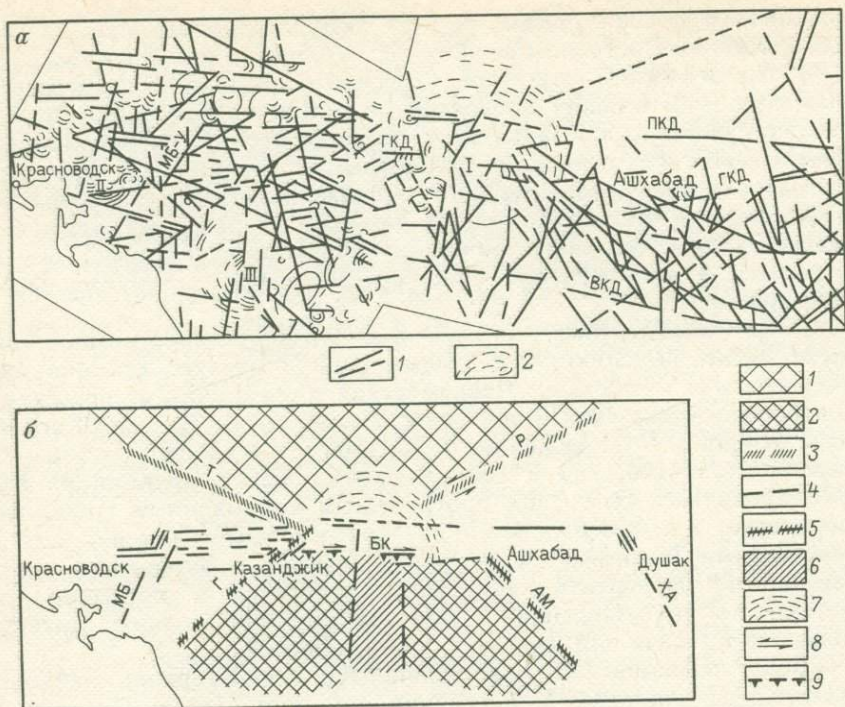 а
Красноводск
II
МБ-У
III
ГКД
I
ПКД
Ашхабад
ГКД
ВКД
1
2
б
Т
Р
Красноводск
МБ
Г
Казанджик
БК
Ашхабад
АМ
Душак
ХА
1
2
3
4
5
6
7
8
9